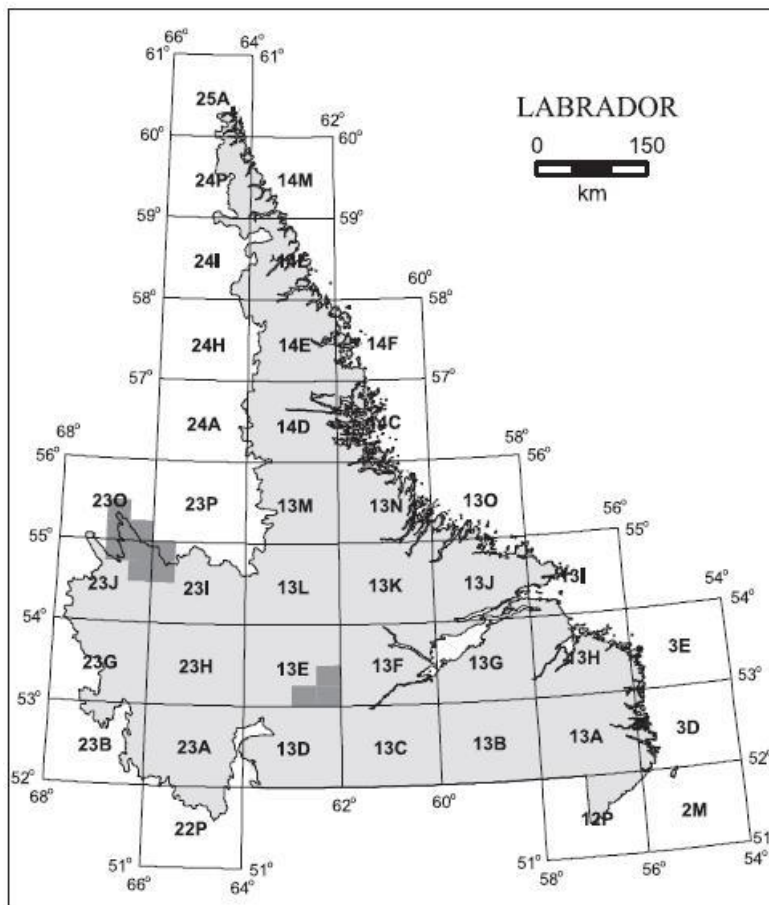 66° 64°
61° 61°
25A
LABRADOR
62°
0 150
60° 60°
km
24P 14M
59° 59°
24I 14L
60°
58° 58°
24H 14E 14F
57° 57°
24A 14D 14C
68° 58°
56° 56°
23O 23P 13M 13N 13O
56°
55° 55°
23J 23I 13L 13K 13J 13I
54°
54° 54°
23G 23H 13E 13F 13G 13H 3E
53° 53°
23B 23A 13D 13C 13B 13A 3D
52° 52°
68° 62° 60°
22P 12P 2M
51° 51° 51° 51°
66° 64° 58° 56° 54°